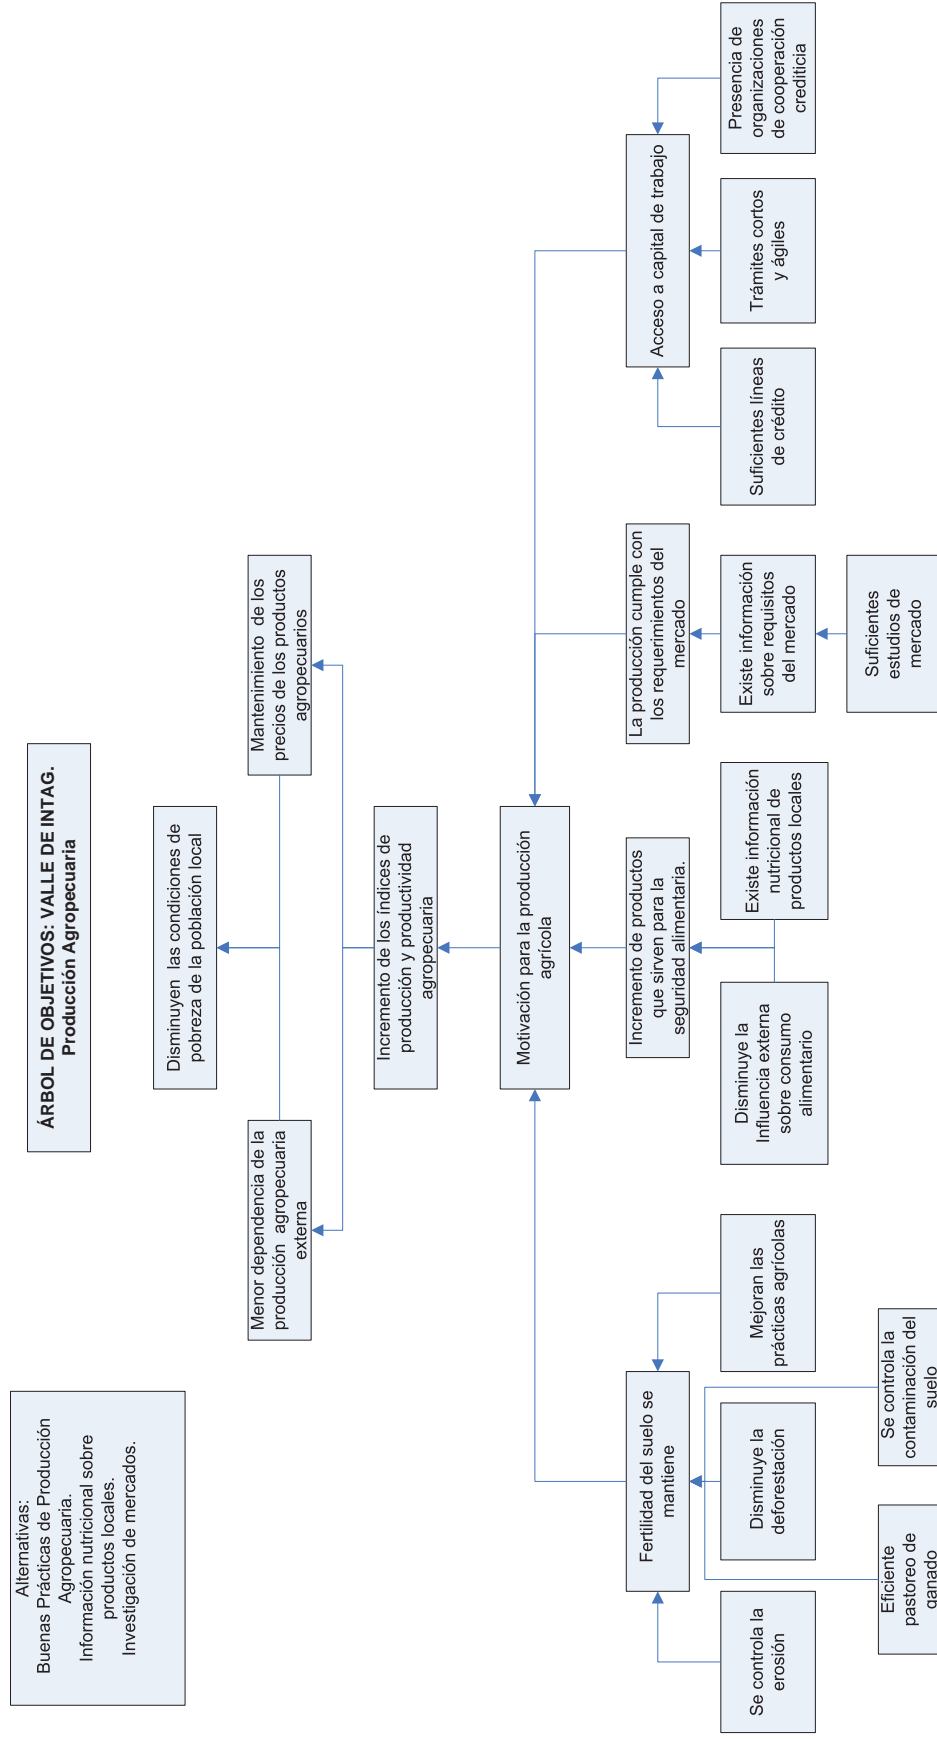 ÁRBOL DE OBJETIVOS: VALLE DE INTAG.
Producción Agropecuaria
Alternativas:
Buenas Prácticas de Producción
Agropecuaria.
Información nutricional sobre
productos locales.
Investigación de mercados.
Disminuyen las condiciones de
pobreza de la población local
Menor dependencia de la
producción agropecuaria
externa
Mantenimiento de los
precios de los productos
agropecuarios
Incremento de los índices de
producción y productividad
agropecuaria
Motivación para la producción
agrícola
Fertilidad del suelo se
mantiene
Incremento de productos
que sirven para la
seguridad alimentaria.
La producción cumple con
los requerimientos del
mercado
Acceso a capital de trabajo
Se controla la
erosión
Disminuye la
deforestación
Mejoran las
prácticas agrícolas
Disminuye la
Influencia externa
sobre consumo
alimentario
Existe información
nutricional de
productos locales
Existe información
sobre requisitos
del mercado
Suficientes líneas
de crédito
Trámites cortos
y ágiles
Presencia de
organizaciones
de cooperación
crediticia
Eficiente
pastoreo de
ganado
Se controla la
contaminación del
suelo
Suficientes
estudios de
mercado